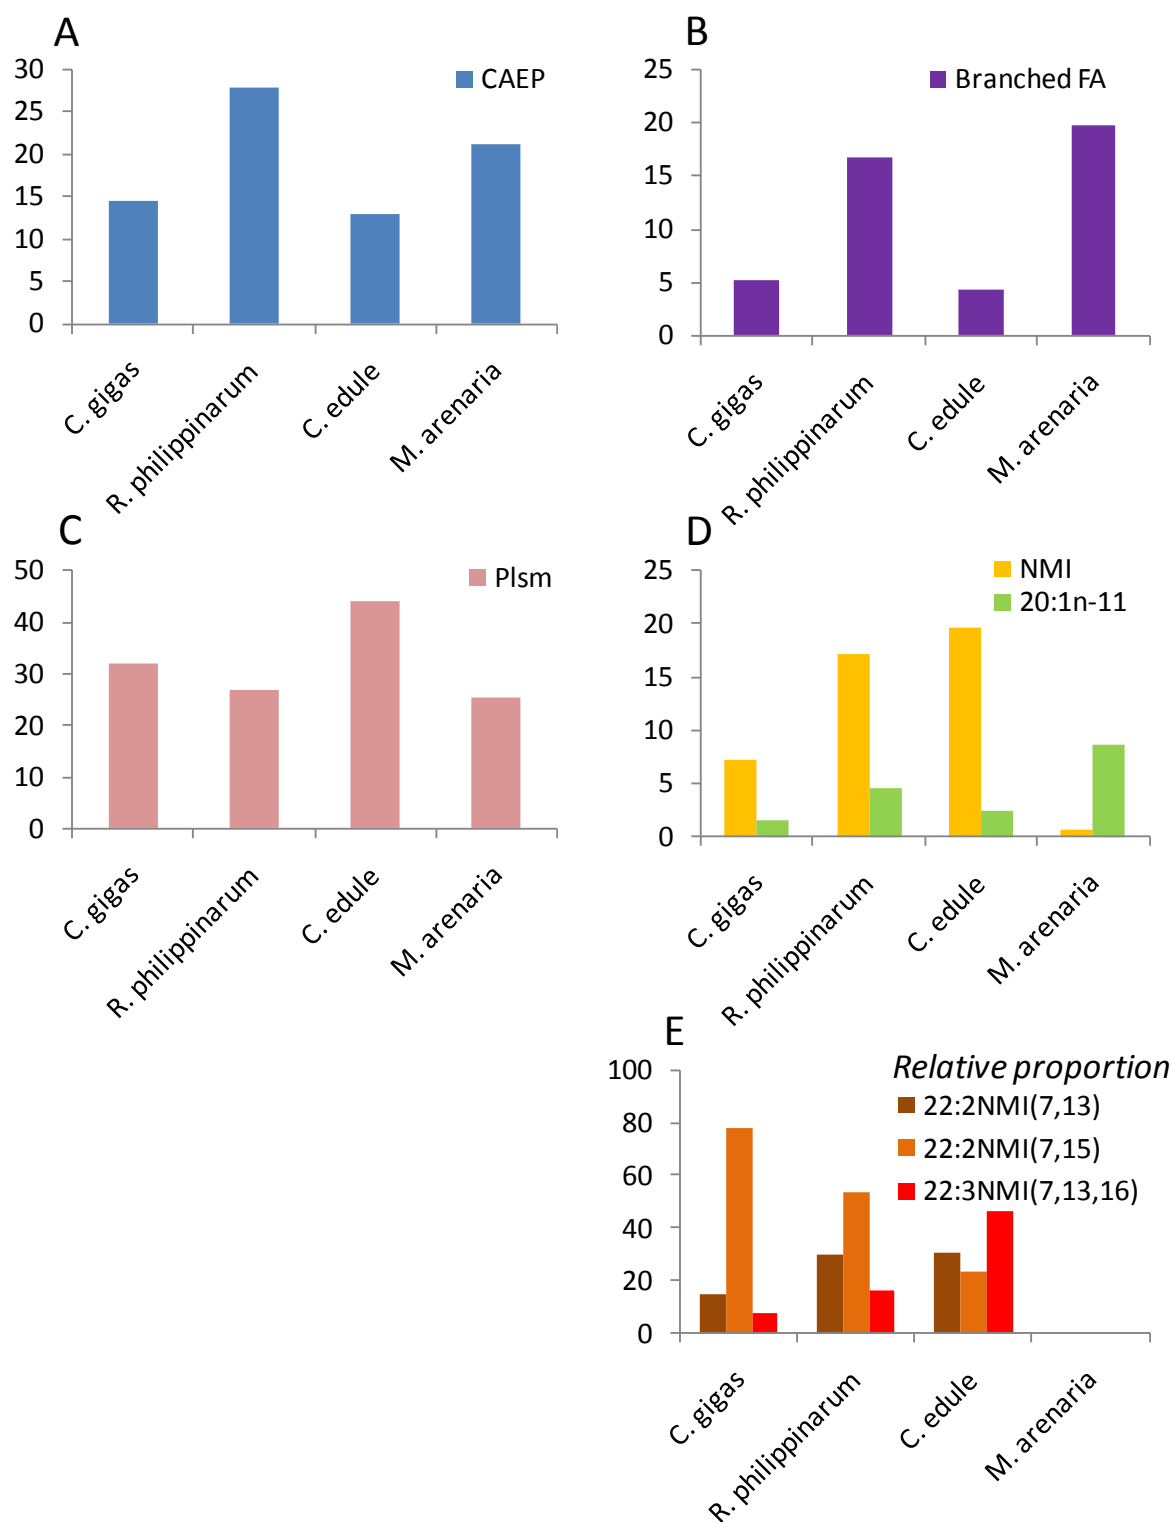 A
30
25
20
15
10
5
0
CAEP
C. gigas
R. philippinarum
C. edule
M. arenaria
B
25
20
15
10
5
0
Branched FA
C. gigas
R. philippinarum
C. edule
M. arenaria
C
50
40
30
20
10
0
Plsm
C. gigas
R. philippinarum
C. edule
M. arenaria
D
25
20
15
10
5
0
NMI
20:1n-11
C. gigas
R. philippinarum
C. edule
M. arenaria
E
100
80
60
40
20
0
Relative proportion
22:2NMI(7,13)
22:2NMI(7,15)
22:3NMI(7,13,16)
C. gigas
R. philippinarum
C. edule
M. arenaria